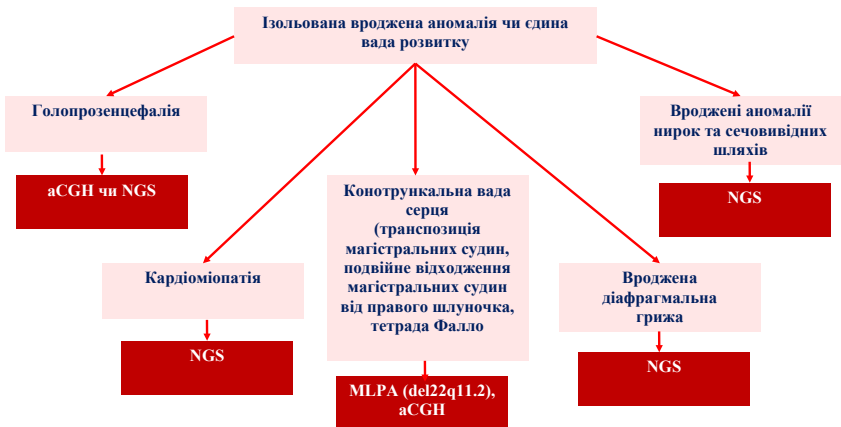 Ізольована вроджена аномалія чи єдина
вада розвитку
Голопрозенцефалія
aCGH чи NGS
Кардіоміопатія
NGS
Конотрункальна вада
серця
(транспозиція
магістральних судин,
подвійне відходження
магістральних судин
від правого шлуночка,
тетрада Фалло
MLPA (del22q11.2),
aCGH
Вроджена
діафрагмальна
грижа
NGS
Вроджені аномалії
нирок та сечовивідних
шляхів
NGS